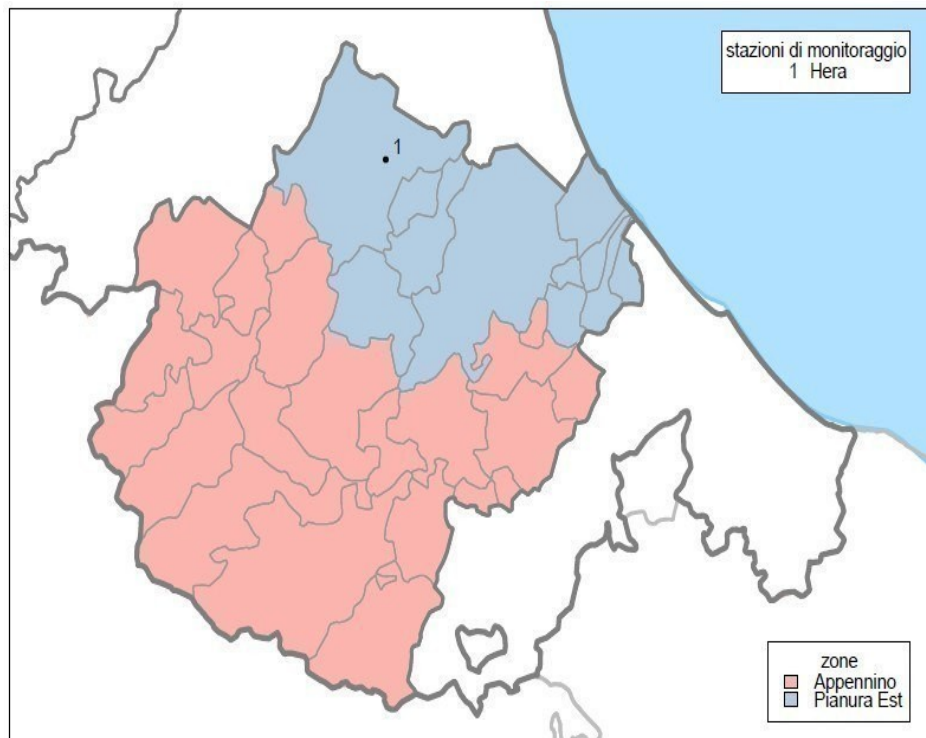 stazioni di monitoraggio
1 Hera
1
zone
Appennino
Pianura Est